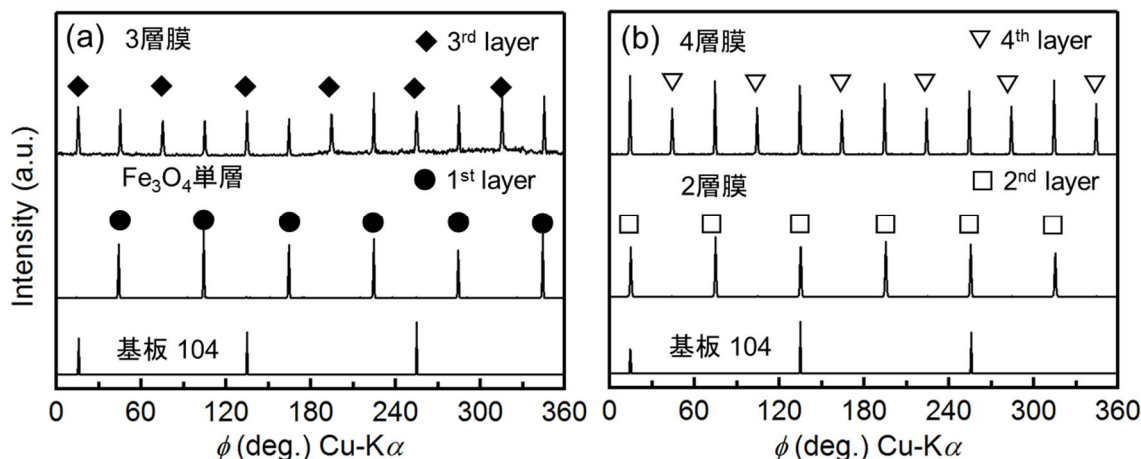 (a) 3層膜 ◆ 3rd layer
Fe3O4単層 ● 1st layer
基板 104
Intensity (a.u.)
0 60 120 180 240 300 360
ϕ (deg.) Cu-Kα
(b) 4層膜 ▽ 4th layer
2層膜 □ 2nd layer
基板 104
0 60 120 180 240 300 360
ϕ (deg.) Cu-Kα